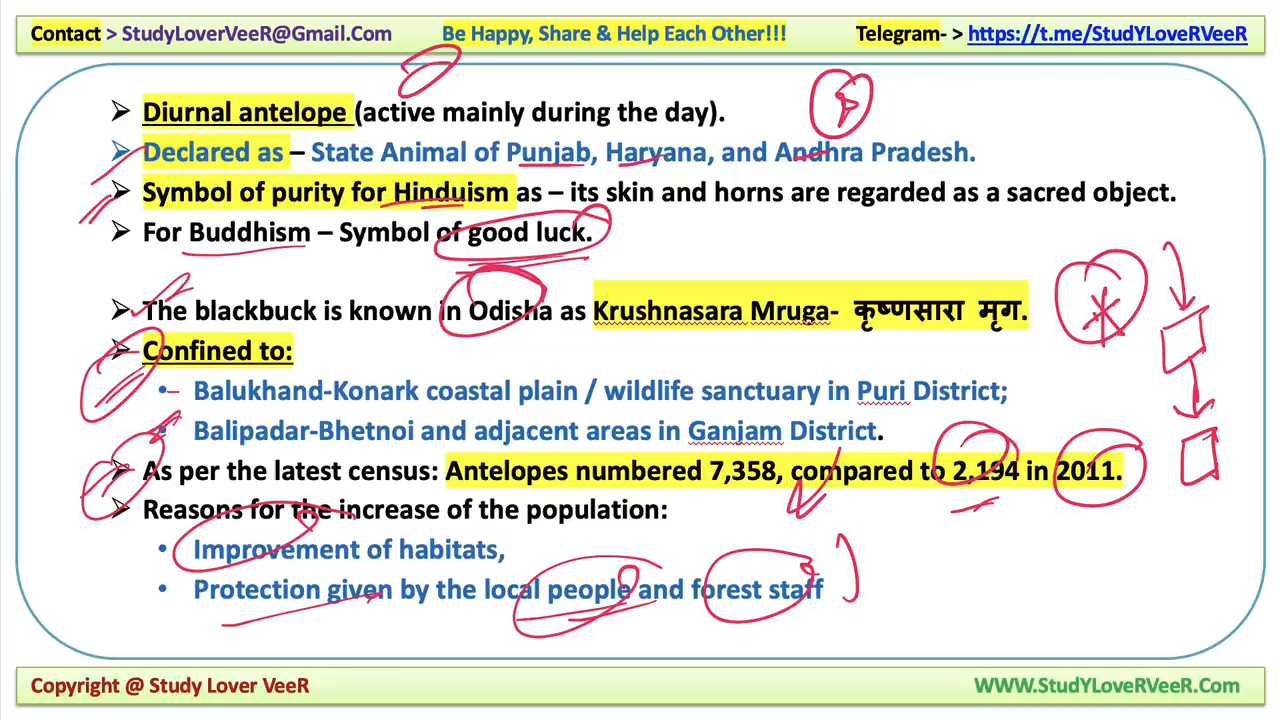 Contact > StudyLoverVeeR@Gmail.Com Be Happy, Share & Help Each Other!!! Telegram- > https://t.me/StudYLoveRVeeR
➢ Diurnal antelope (active mainly during the day).
➢ Declared as – State Animal of Punjab, Haryana, and Andhra Pradesh.
➢ Symbol of purity for Hinduism as – its skin and horns are regarded as a sacred object.
➢ For Buddhism – Symbol of good luck.
➢ The blackbuck is known in Odisha as Krushnasara Mruga- कृष्णसारा मृग.
➢ Confined to:
• Balukhand-Konark coastal plain / wildlife sanctuary in Puri District;
• Balipadar-Bhetnoi and adjacent areas in Ganjam District.
➢ As per the latest census: Antelopes numbered 7,358, compared to 2,194 in 2011.
➢ Reasons for the increase of the population:
• Improvement of habitats,
• Protection given by the local people and forest staff
Copyright @ Study Lover VeeR WWW.StudYLoveRVeeR.Com